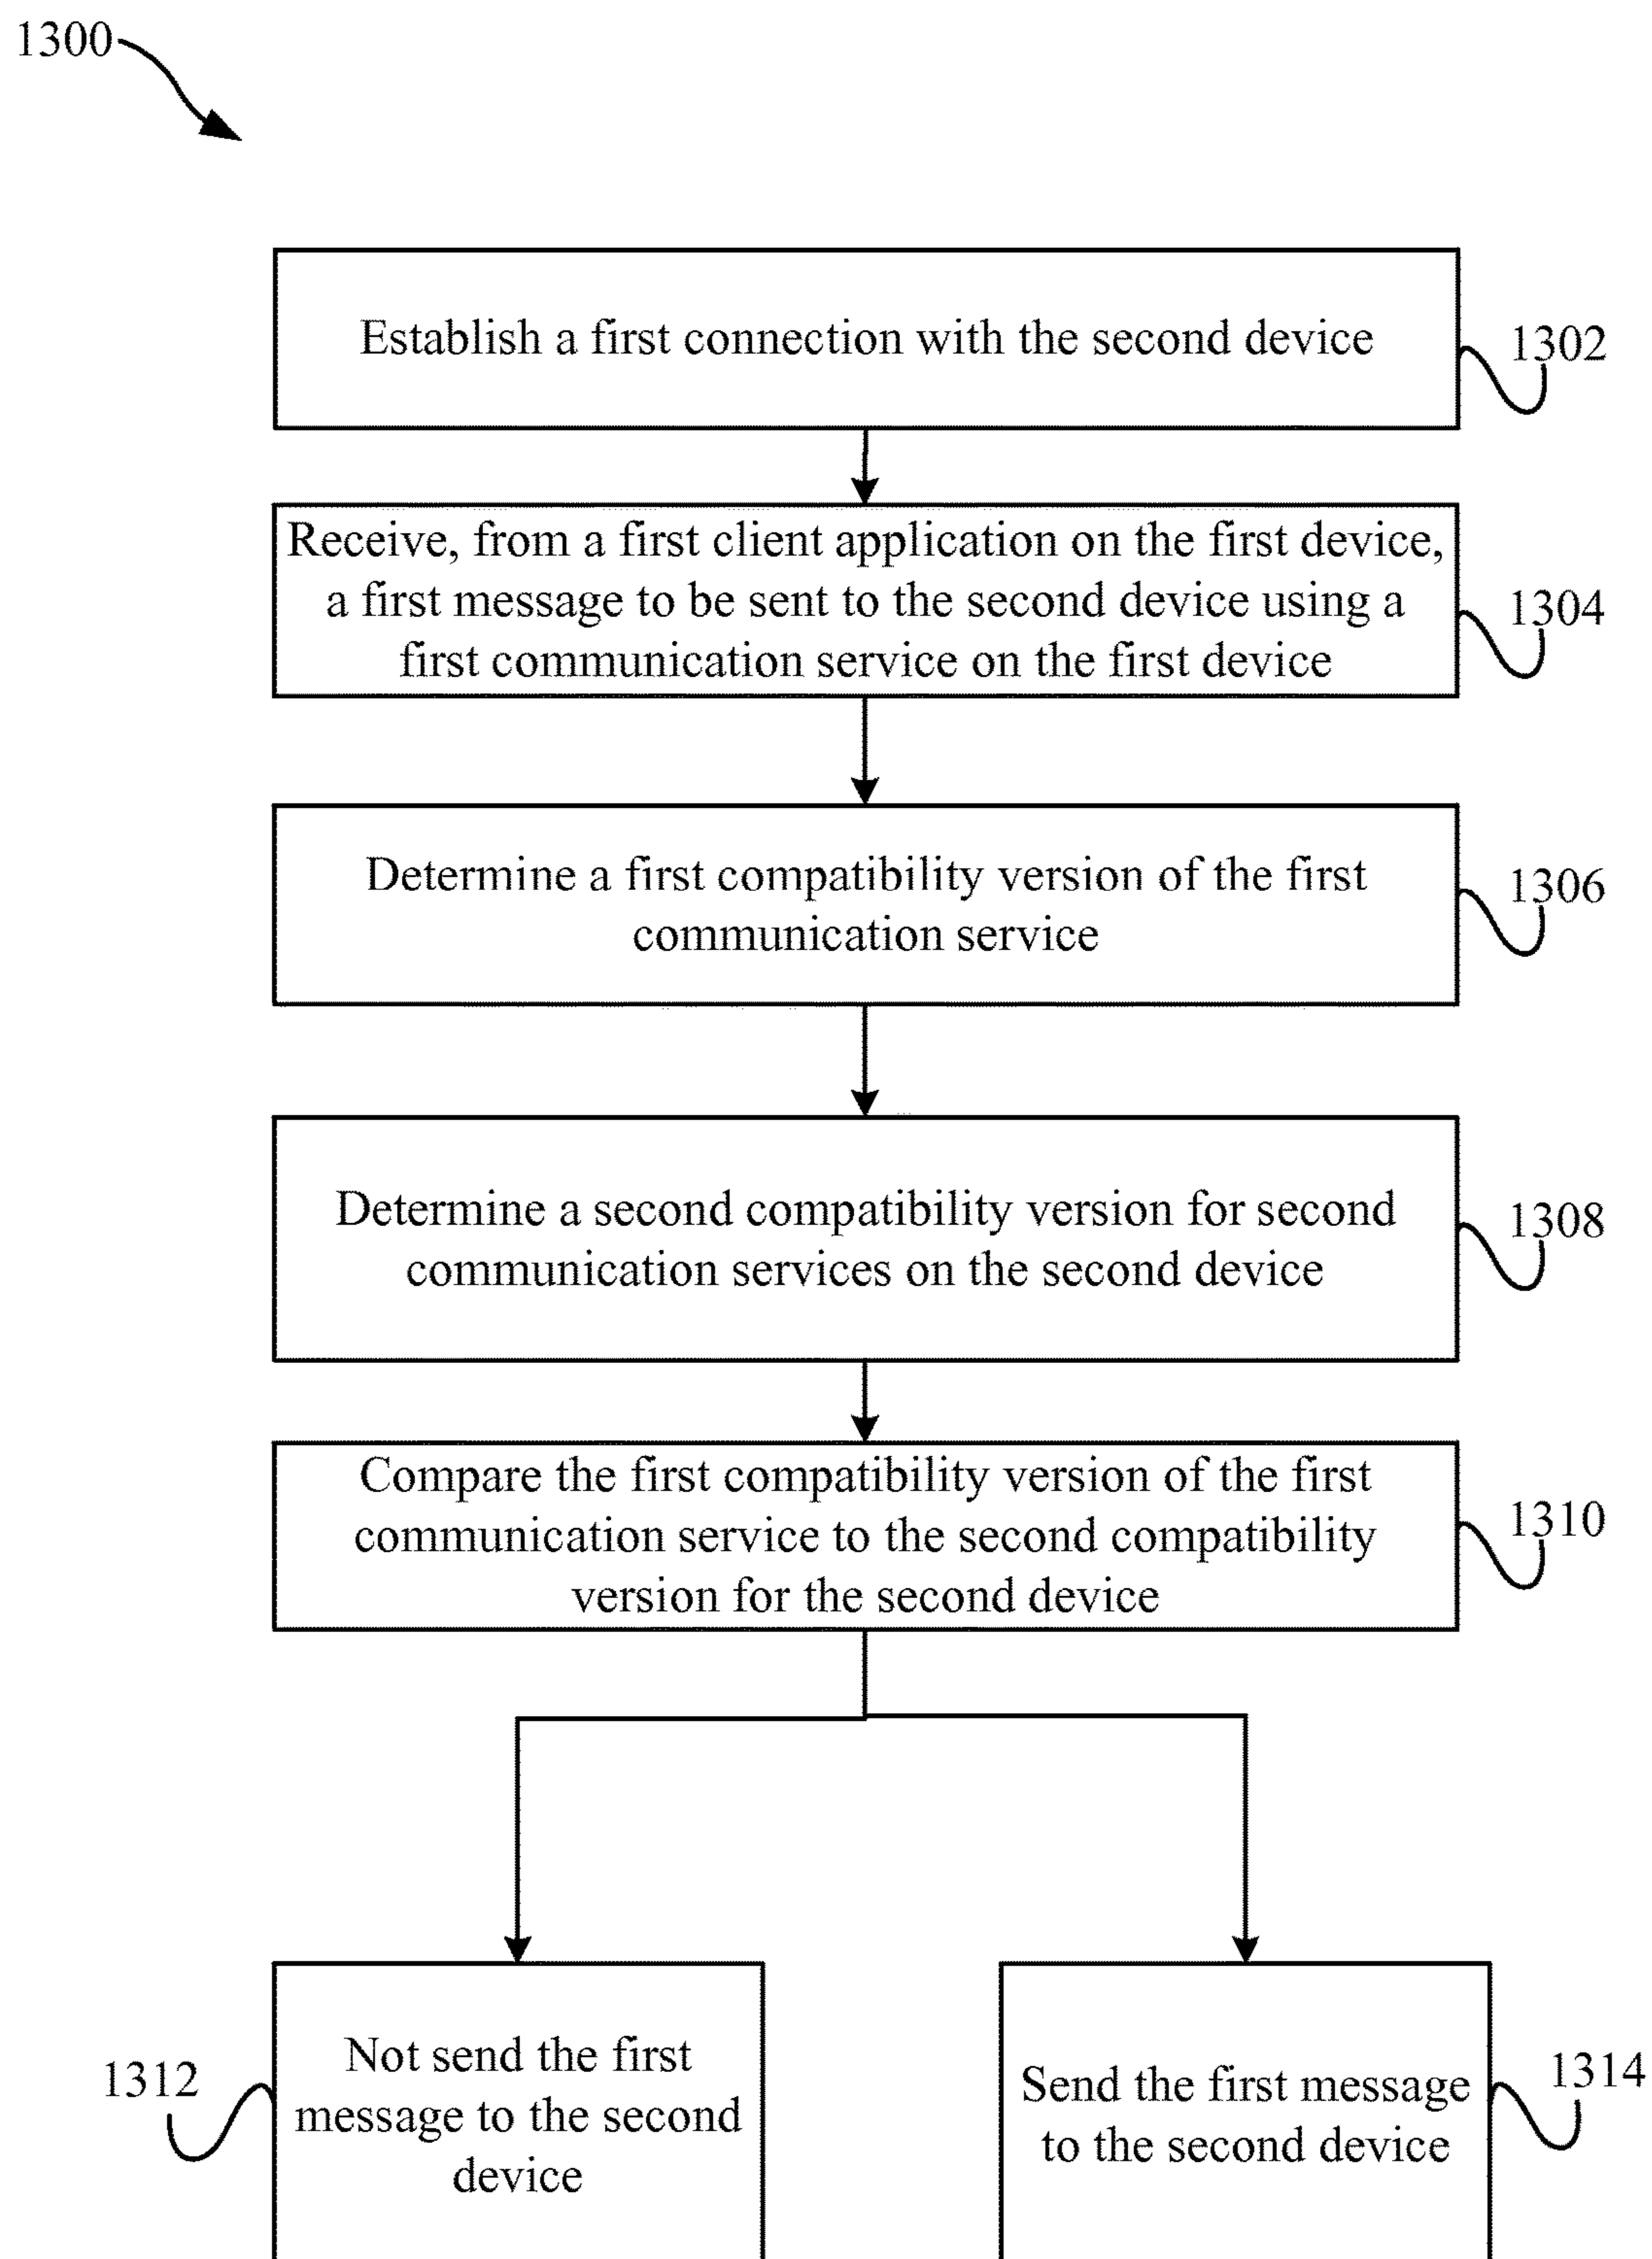 1300
Establish a first connection with the second device
1302
Receive, from a first client application on the first device,
a first message to be sent to the second device using a
first communication service on the first device
1304
Determine a first compatibility version of the first
communication service
1306
Determine a second compatibility version for second
communication services on the second device
1308
Compare the first compatibility version of the first
communication service to the second compatibility
version for the second device
1310
Not send the first
message to the second
device
1312
Send the first message
to the second device
1314